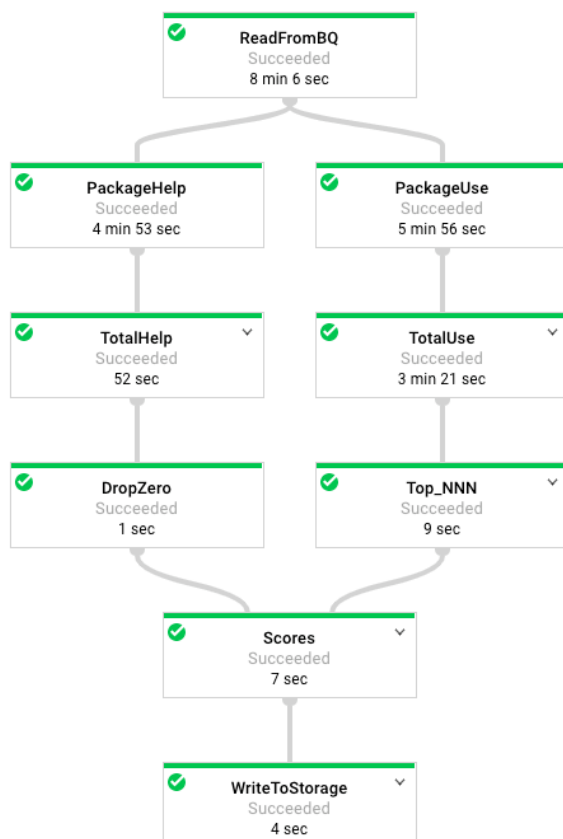 ReadFromBQ
Succeeded
8 min 6 sec
PackageHelp
Succeeded
4 min 53 sec
PackageUse
Succeeded
5 min 56 sec
TotalHelp
Succeeded
52 sec
TotalUse
Succeeded
3 min 21 sec
DropZero
Succeeded
1 sec
Top_NNN
Succeeded
9 sec
Scores
Succeeded
7 sec
WriteToStorage
Succeeded
4 sec